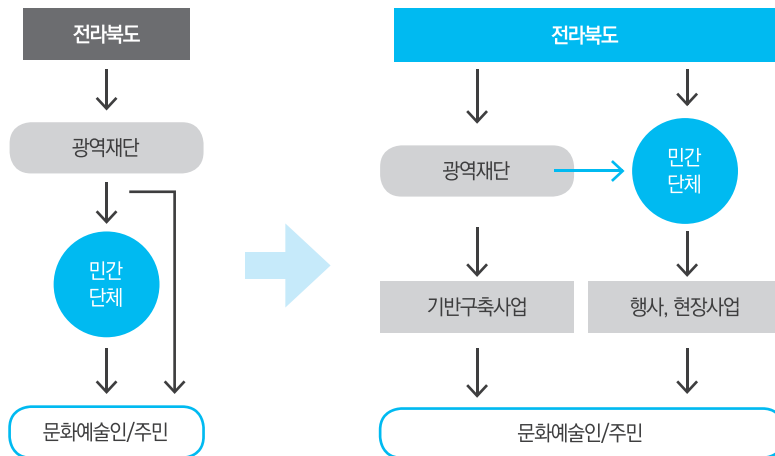 전라북도
광역재단
민간
단체
문화예술인/주민
전라북도
광역재단
민간
단체
기반구축사업
행사, 현장사업
문화예술인/주민